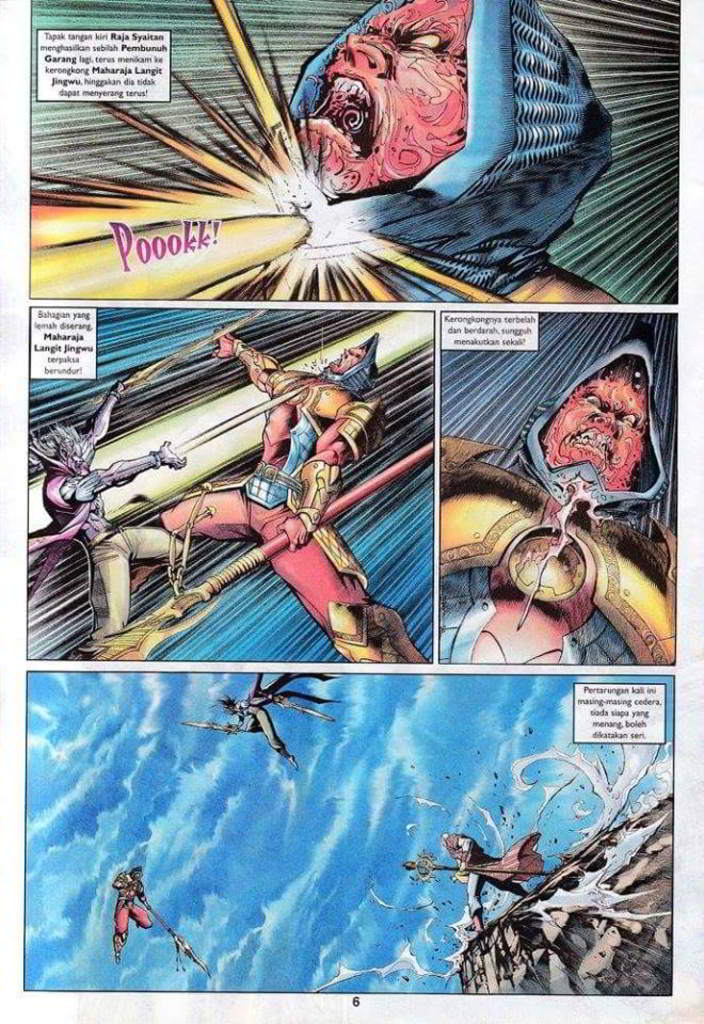 Tapak tangan kiri Raja Syaitan
menghasilkan sebilah Pembunuh
Garang lagi, terus menikam ke
kerongkong Maharaja Langit
Jingwu, hinggakan dia tidak
dapat menyerang terus!
Poookk!
Bahagian yang
lemah diserang,
Maharaja
Langit Jingwu
terpaksa
berundur!
Kerongkongnya terbelah
dan berdarah, sungguh
menakutkan sekali!
Pertarungan kali ini
masing-masing cedera,
tiada siapa yang
menang, boleh
dikatakan seri.
6